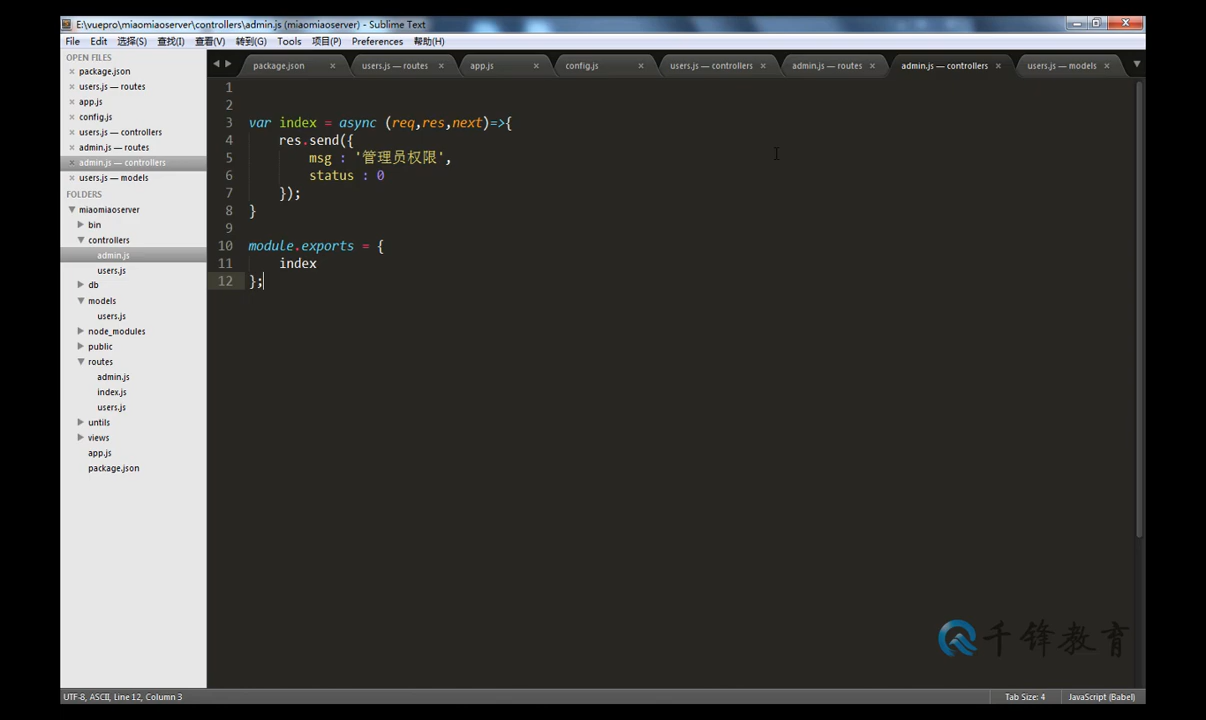 E:\vuepro\miaomiaoserver\controllers\admin.js (miaomiaoserver) - Sublime Text
File Edit 选择(S) 查找(I) 查看(V) 转到(G) Tools 项目(P) Preferences 帮助(H)
OPEN FILES
package.json
users.js — routes
app.js
config.js
users.js — controllers
admin.js — routes
admin.js — controllers
users.js — models
FOLDERS
miaomiaoserver
bin
controllers
admin.js
users.js
db
models
users.js
node_modules
public
routes
admin.js
index.js
users.js
untils
views
app.js
package.json
package.json users.js — routes app.js config.js users.js — controllers admin.js — routes admin.js — controllers users.js — models
1
2
3 var index = async (req,res,next)=>{
4 res.send({
5 msg : '管理员权限',
6 status : 0
7 });
8 }
9
10 module.exports = {
11 index
12 };
千锋教育
UTF-8, ASCII, Line 12, Column 3 Tab Size: 4 JavaScript (Babel)